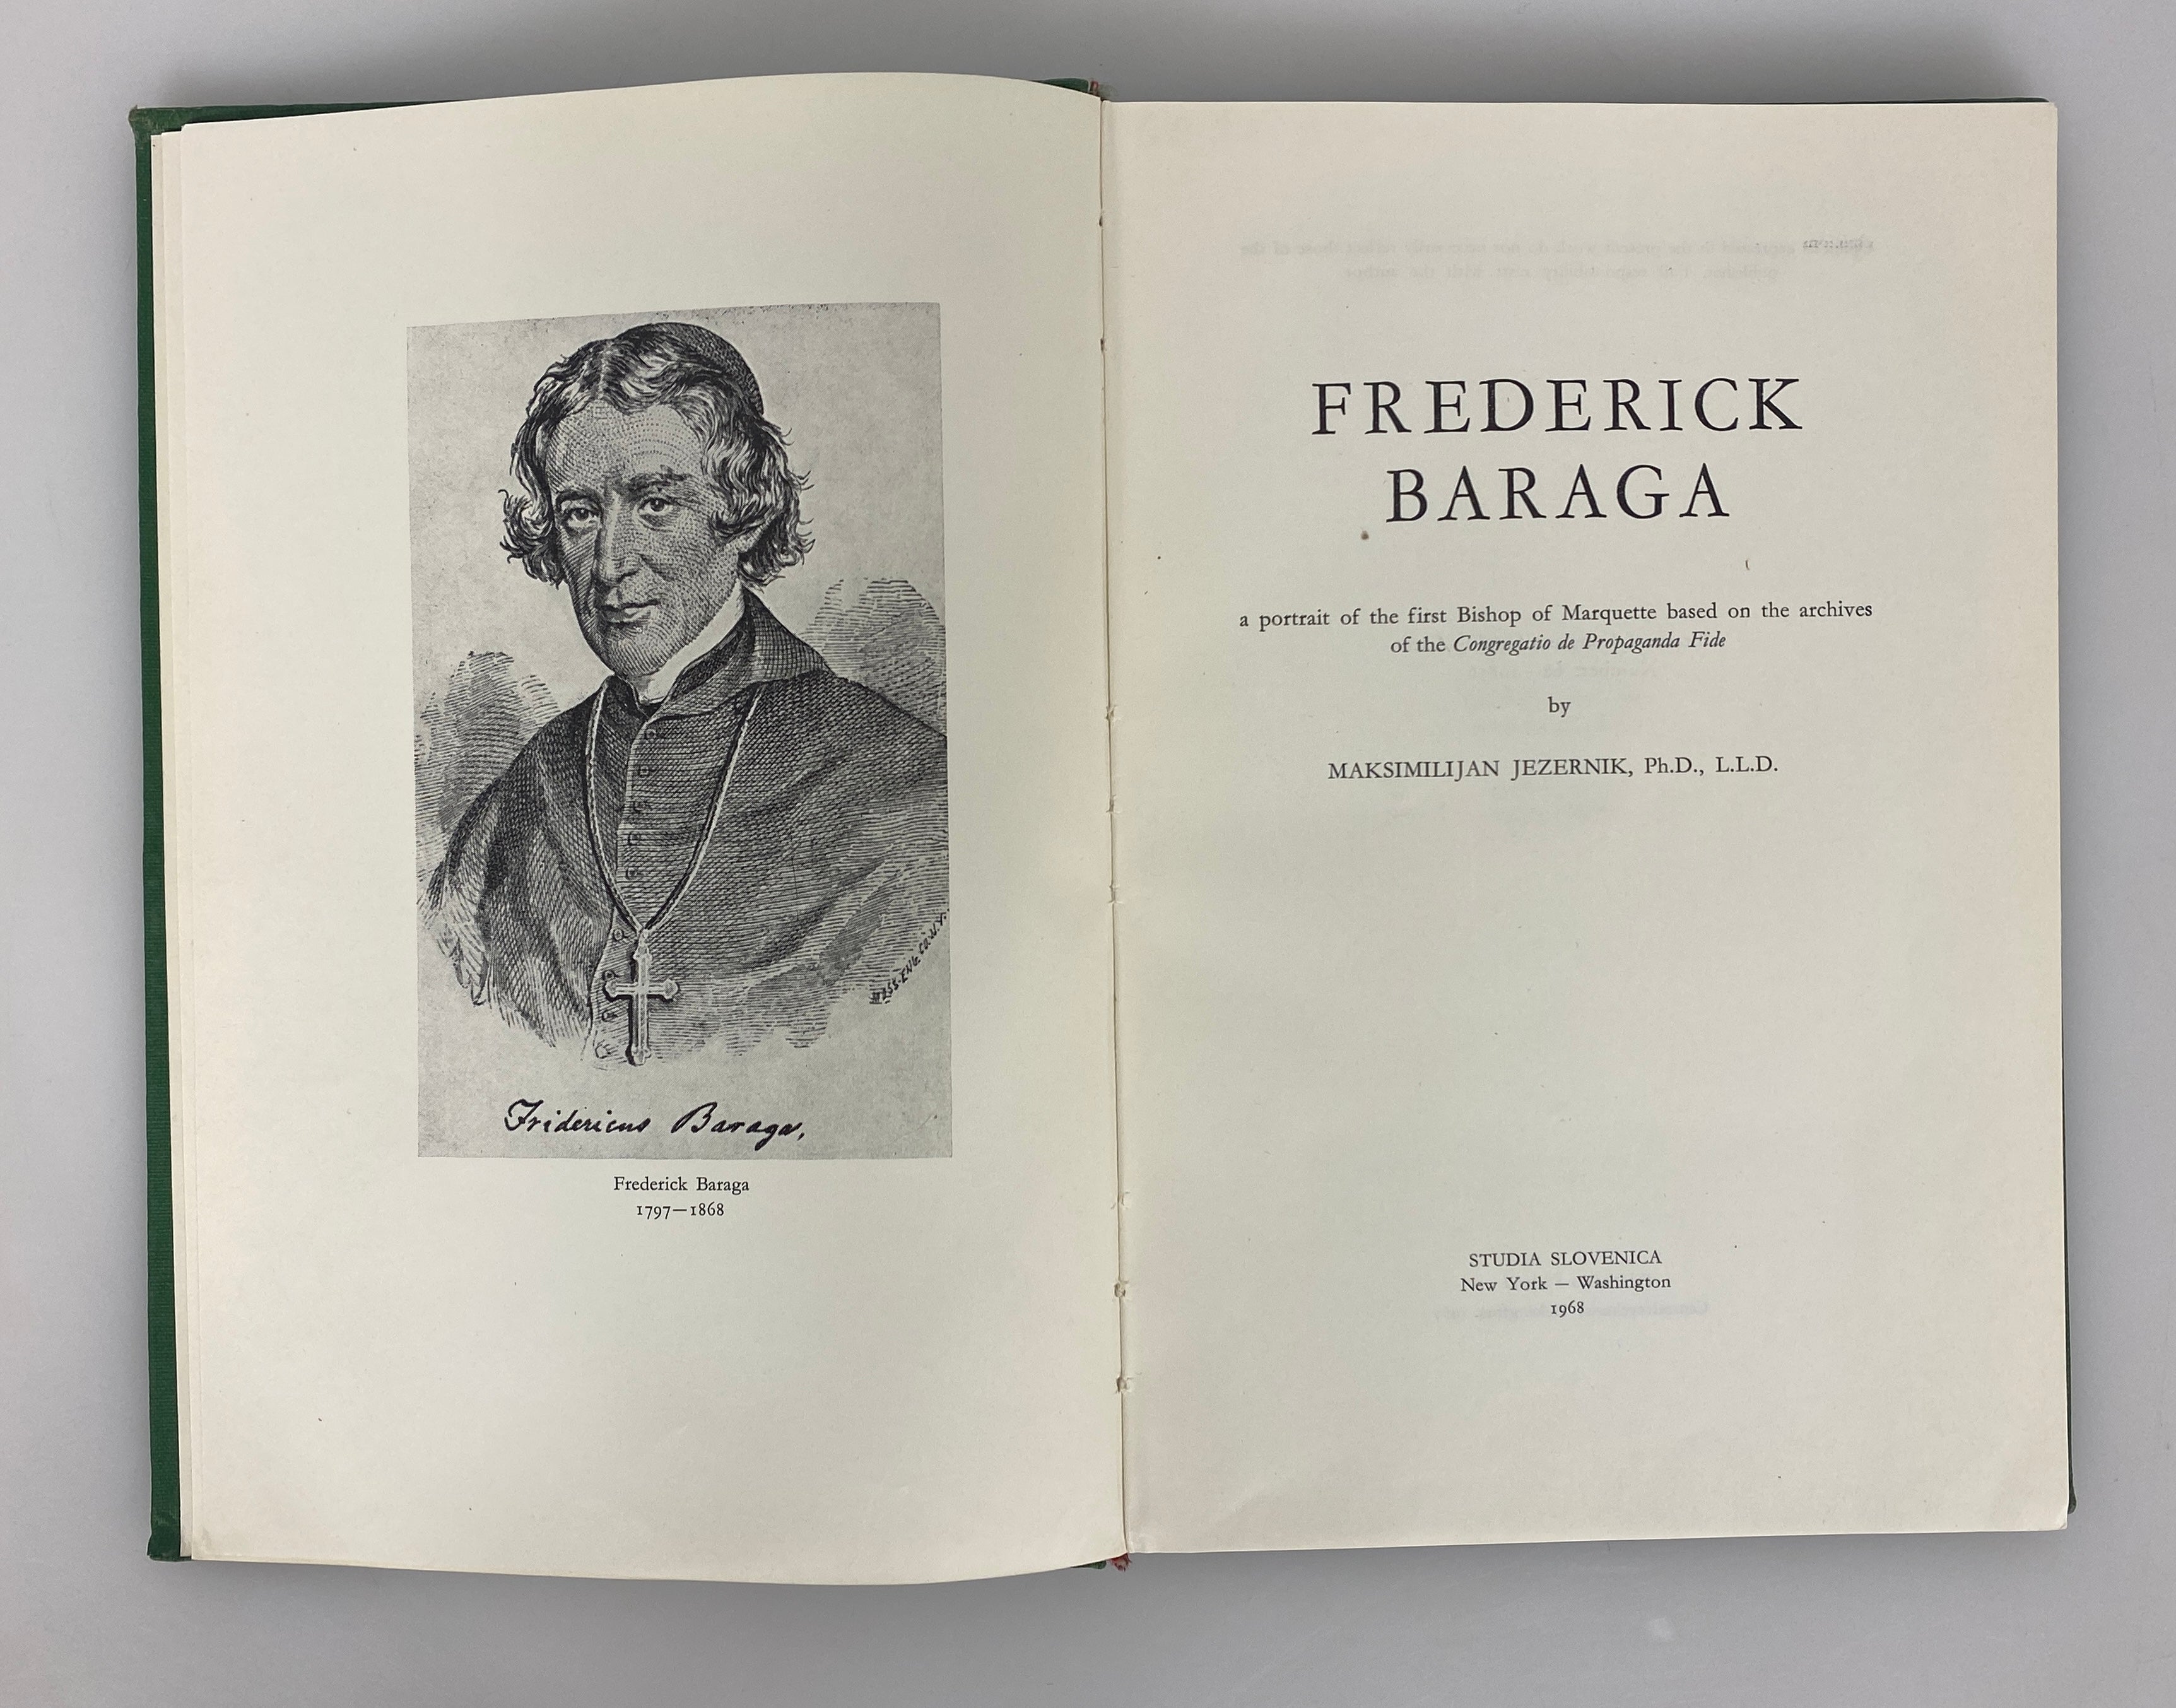 Fridericus Baraga,
Frederick Baraga
1797—1868
FREDERICK
BARAGA
a portrait of the first Bishop of Marquette based on the archives
of the Congregatio de Propaganda Fide
by
MAKSIMILIJAN JEZERNIK, Ph.D., L.L.D.
STUDIA SLOVENICA
New York — Washington
1968